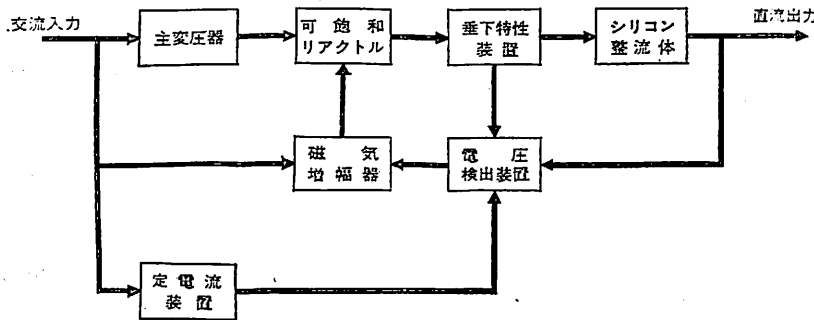 交流入力
主変圧器
可飽和
リアクトル
垂下特性
装置
シリコン
整流体
直流出力
磁気
増幅器
電圧
検出装置
定電流
装置